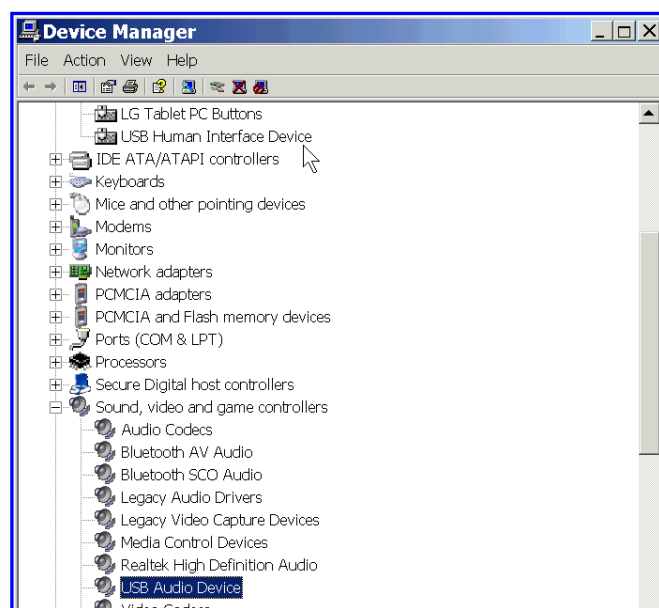 Device Manager
File Action View Help
LG Tablet PC Buttons
USB Human Interface Device
IDE ATA/ATAPI controllers
Keyboards
Mice and other pointing devices
Modems
Monitors
Network adapters
PCMCIA adapters
PCMCIA and Flash memory devices
Ports (COM & LPT)
Processors
Secure Digital host controllers
Sound, video and game controllers
Audio Codecs
Bluetooth AV Audio
Bluetooth SCO Audio
Legacy Audio Drivers
Legacy Video Capture Devices
Media Control Devices
Realtek High Definition Audio
USB Audio Device
Video Codecs